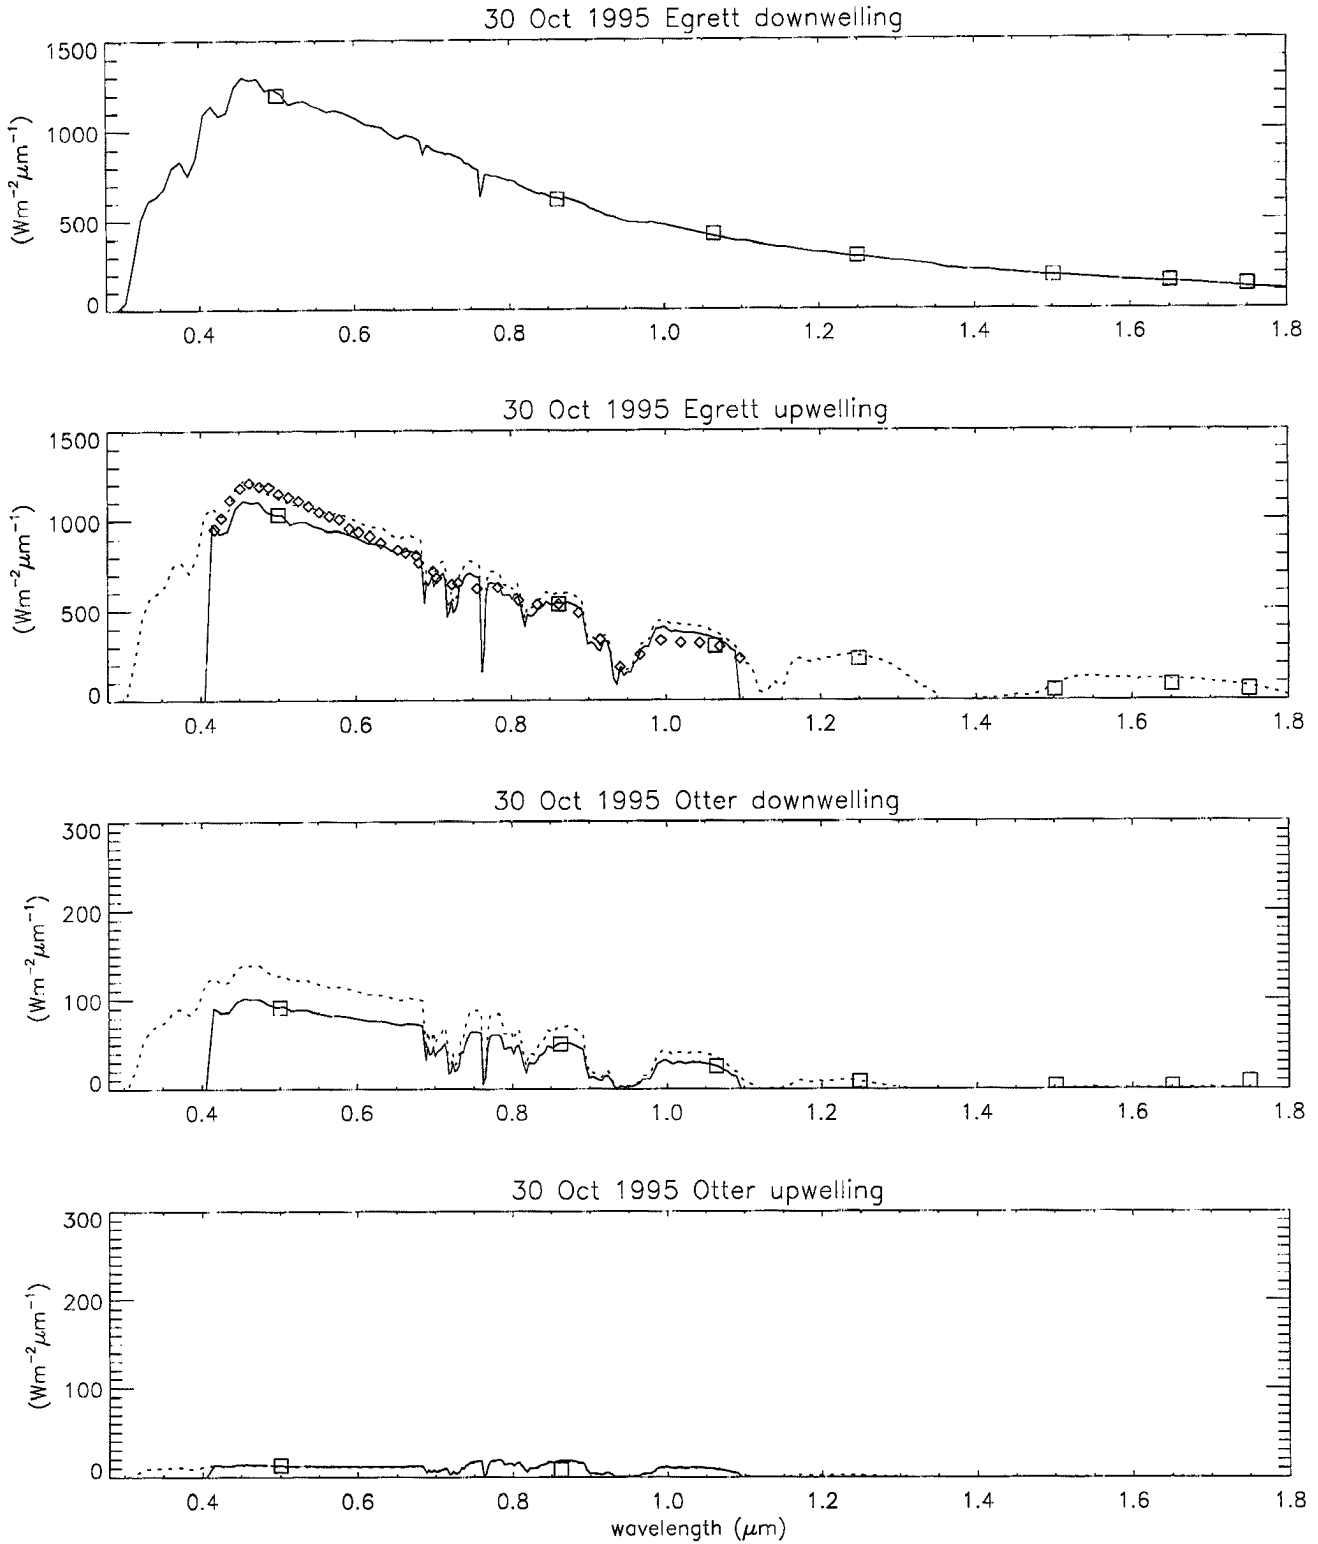 30 Oct 1995 Egrett downwelling
1500
1000
500
0
(Wm⁻²μm⁻¹)
0.4 0.6 0.8 1.0 1.2 1.4 1.6 1.8
30 Oct 1995 Egrett upwelling
1500
1000
500
0
(Wm⁻²μm⁻¹)
0.4 0.6 0.8 1.0 1.2 1.4 1.6 1.8
30 Oct 1995 Otter downwelling
300
200
100
0
(Wm⁻²μm⁻¹)
0.4 0.6 0.8 1.0 1.2 1.4 1.6 1.8
30 Oct 1995 Otter upwelling
300
200
100
0
(Wm⁻²μm⁻¹)
0.4 0.6 0.8 1.0 1.2 1.4 1.6 1.8
wavelength (μm)